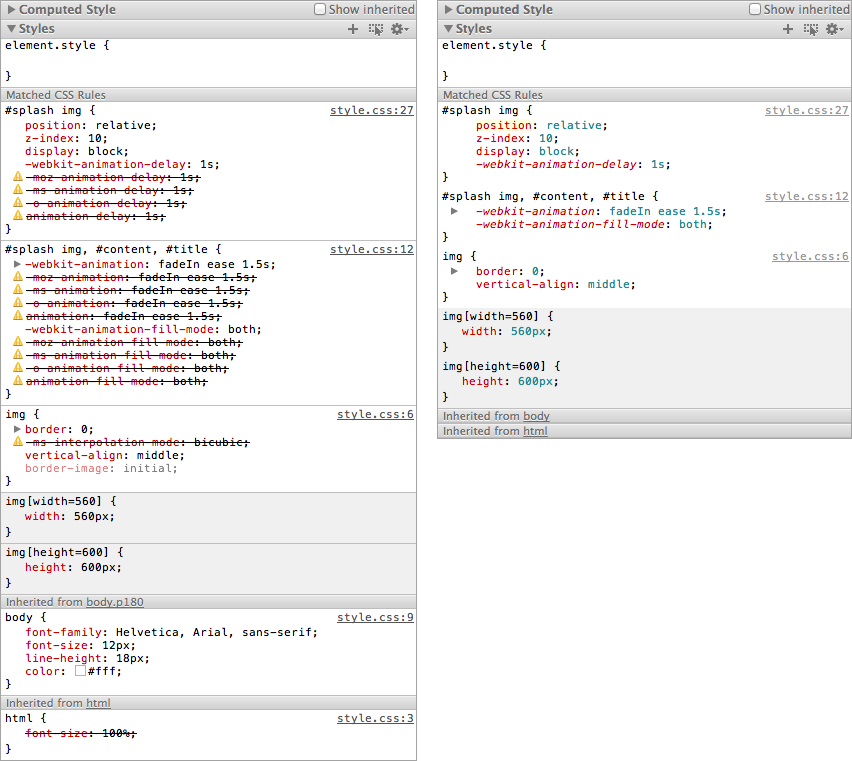 Computed Style Show inherited
Styles
element.style {
}
Matched CSS Rules
#splash img { style.css:27
position: relative;
z-index: 10;
display: block;
-webkit-animation-delay: 1s;
-moz-animation-delay: 1s;
-ms-animation-delay: 1s;
-o-animation-delay: 1s;
animation-delay: 1s;
}
#splash img, #content, #title { style.css:12
-webkit-animation: fadeIn ease 1.5s;
-moz-animation: fadeIn ease 1.5s;
-ms-animation: fadeIn ease 1.5s;
-o-animation: fadeIn ease 1.5s;
animation: fadeIn ease 1.5s;
-webkit-animation-fill-mode: both;
-moz-animation-fill-mode: both;
-ms-animation-fill-mode: both;
-o-animation-fill-mode: both;
animation-fill-mode: both;
}
img { style.css:6
border: 0;
-ms-interpolation-mode: bicubic;
vertical-align: middle;
border-image: initial;
}
img[width=560] {
width: 560px;
}
img[height=600] {
height: 600px;
}
Inherited from body.p180
body { style.css:9
font-family: Helvetica, Arial, sans-serif;
font-size: 12px;
line-height: 18px;
color: #fff;
}
Inherited from html
html { style.css:3
font-size: 100%;
}
Computed Style Show inherited
Styles
element.style {
}
Matched CSS Rules
#splash img { style.css:27
position: relative;
z-index: 10;
display: block;
-webkit-animation-delay: 1s;
}
#splash img, #content, #title { style.css:12
-webkit-animation: fadeIn ease 1.5s;
-webkit-animation-fill-mode: both;
}
img { style.css:6
border: 0;
vertical-align: middle;
}
img[width=560] {
width: 560px;
}
img[height=600] {
height: 600px;
}
Inherited from body
Inherited from html